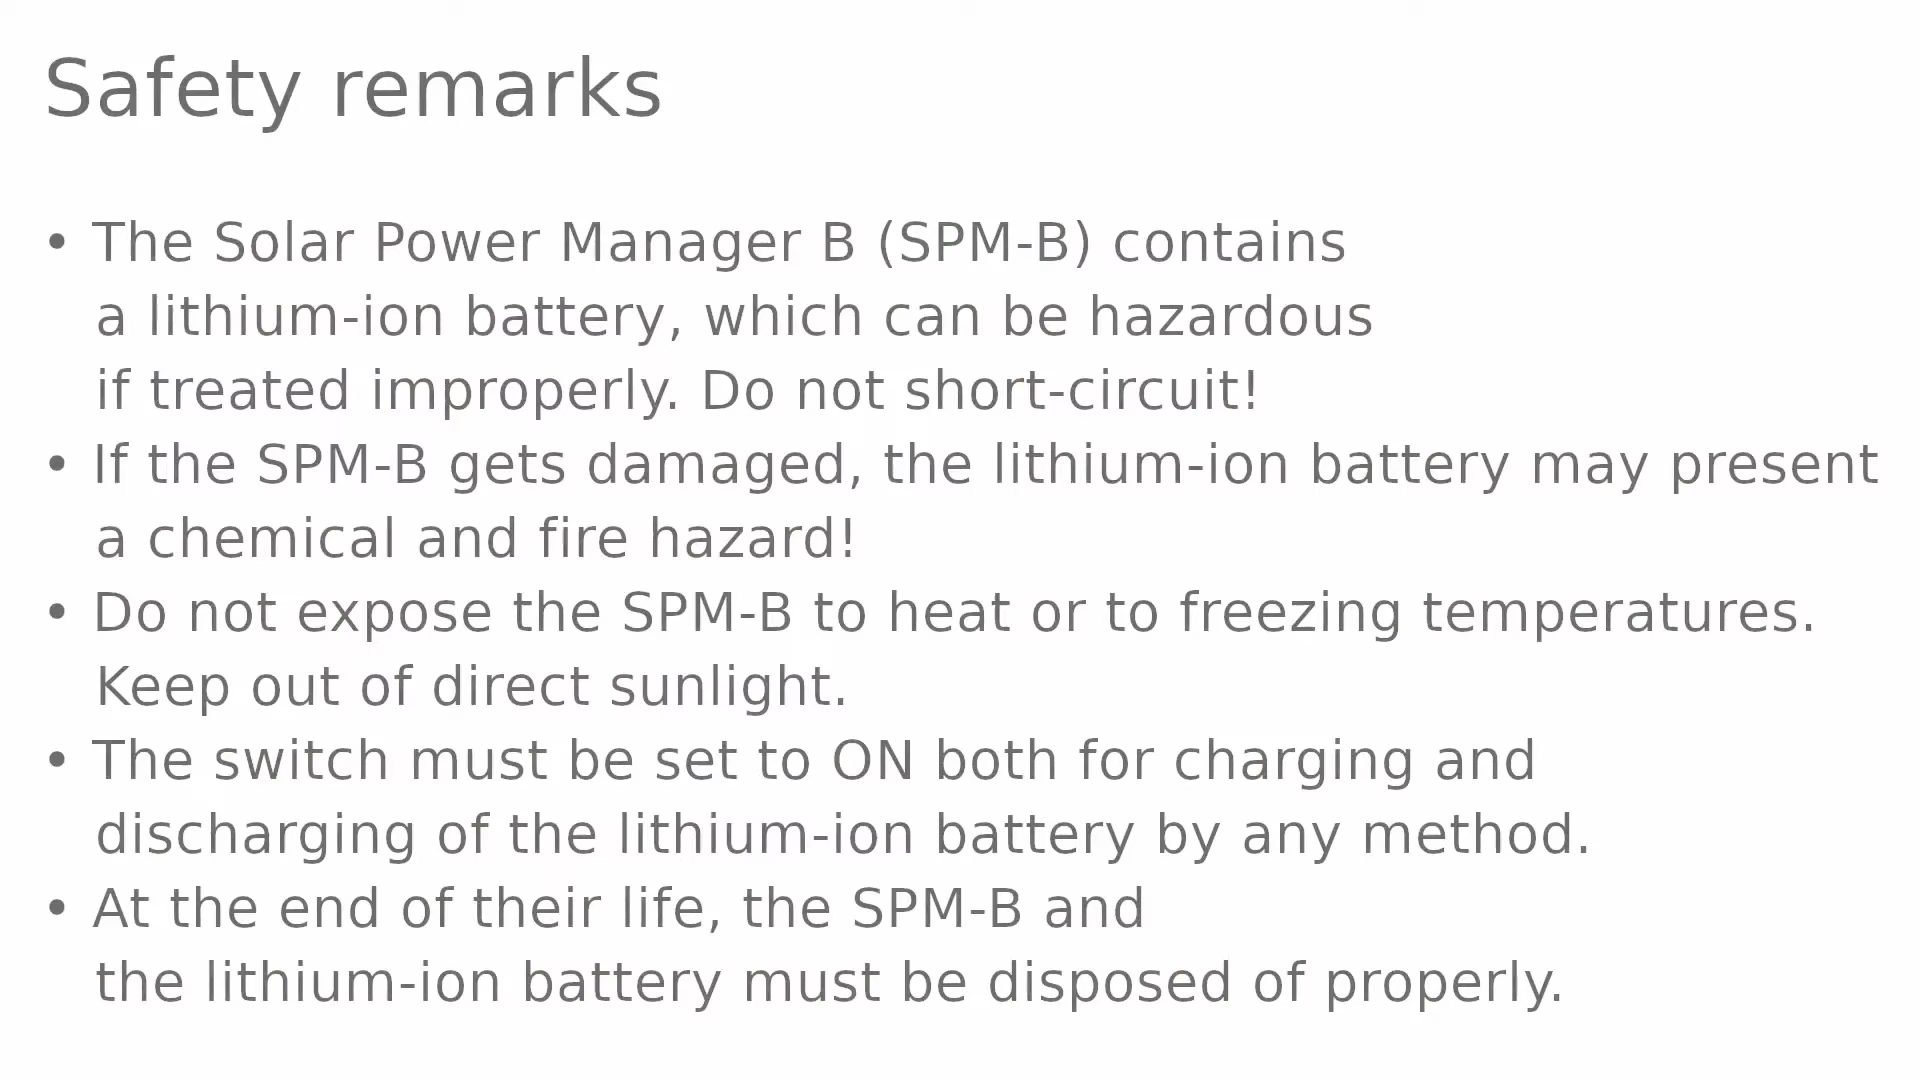 Safety remarks
• The Solar Power Manager B (SPM-B) contains
a lithium-ion battery, which can be hazardous
if treated improperly. Do not short-circuit!
• If the SPM-B gets damaged, the lithium-ion battery may present
a chemical and fire hazard!
• Do not expose the SPM-B to heat or to freezing temperatures.
Keep out of direct sunlight.
• The switch must be set to ON both for charging and
discharging of the lithium-ion battery by any method.
• At the end of their life, the SPM-B and
the lithium-ion battery must be disposed of properly.